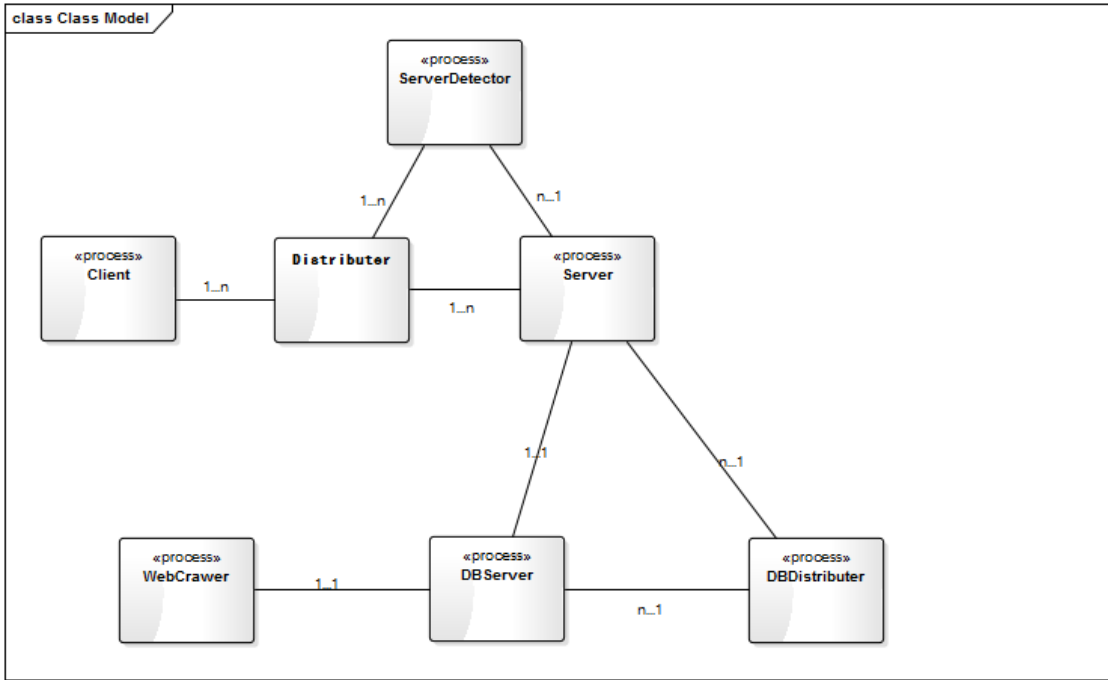 class Class Model
«process»
ServerDetector
1...n
n...1
«process»
Client
1...n
Distributer
1...n
«process»
Server
1...1
n...1
«process»
WebCrawer
1...1
«process»
DBServer
n...1
«process»
DBDistributer